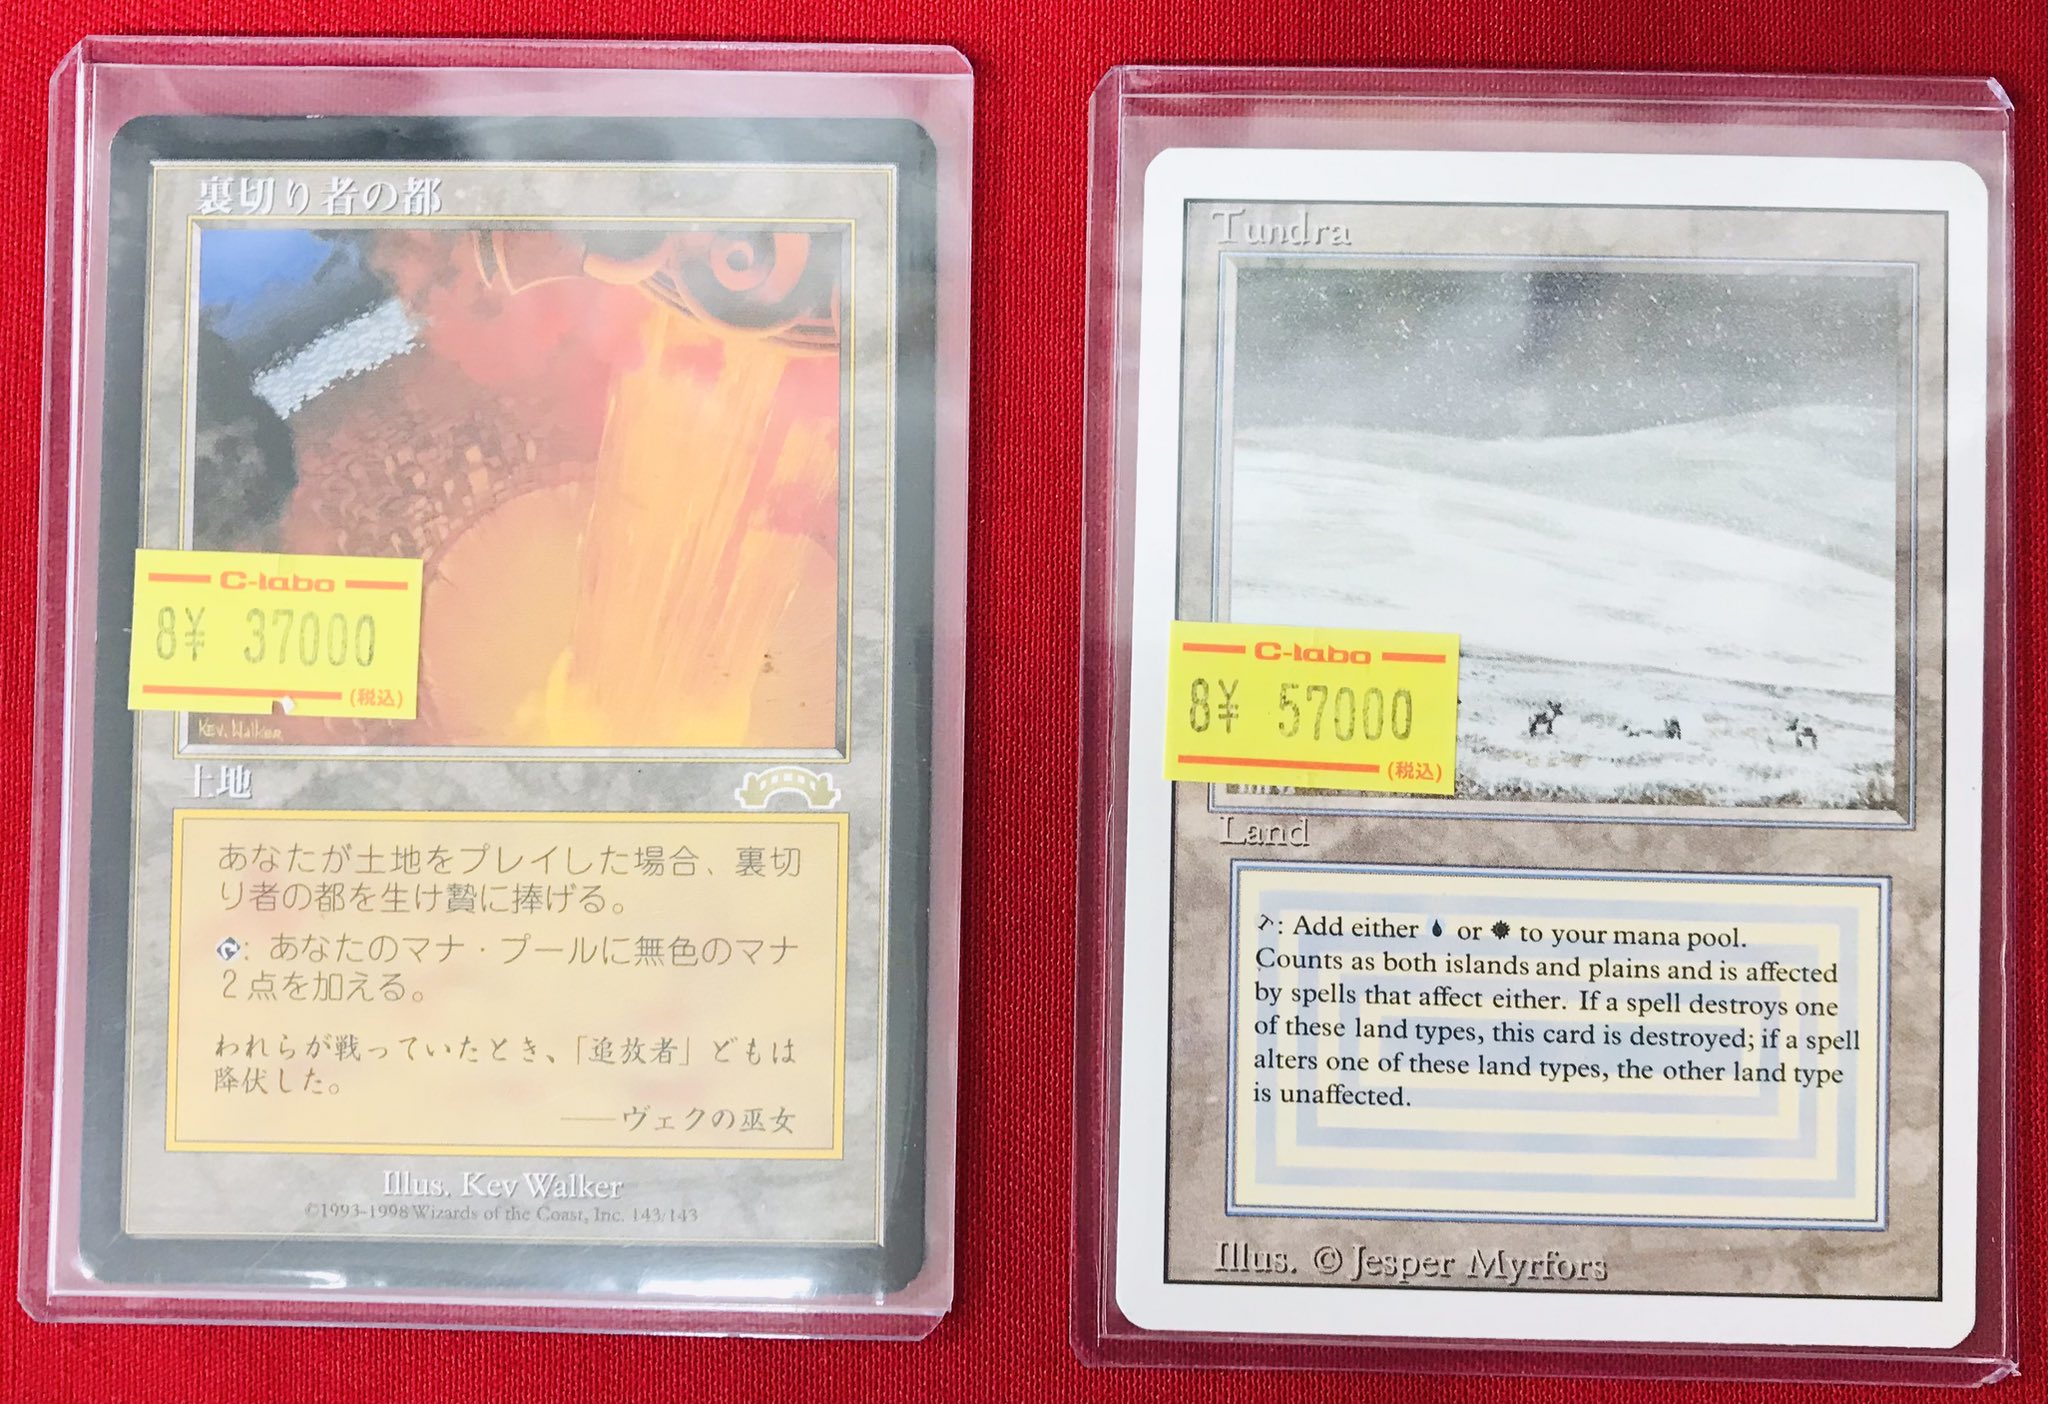 裏切り者の都
C-labo
8¥ 37000
(税込)
Kev. Walker
土地
あなたが土地をプレイした場合、裏切
り者の都を生け贄に捧げる。
: あなたのマナ・プールに無色のマナ
2点を加える。
われらが戦っていたとき、「追放者」どもは
降伏した。
――ヴェクの巫女
Illus. Kev Walker
©1993-1998 Wizards of the Coast, Inc. 143/143
Tundra
C-labo
8¥ 57000
(税込)
Land
T: Add either or to your mana pool.
Counts as both islands and plains and is affected
by spells that affect either. If a spell destroys one
of these land types, this card is destroyed; if a spell
alters one of these land types, the other land type
is unaffected.
Illus. © Jesper Myrfors